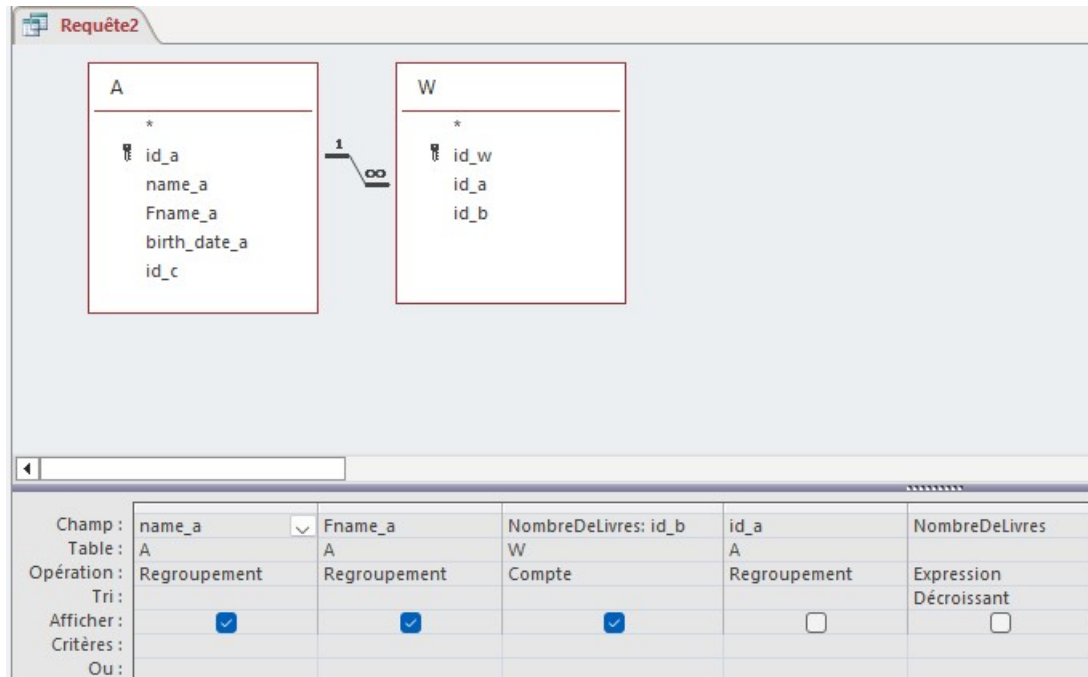 Requête2
A
*
id_a
name_a
Fname_a
birth_date_a
id_c
1
∞
W
*
id_w
id_a
id_b
Champ : name_a Fname_a NombreDeLivres: id_b id_a NombreDeLivres
Table : A A W A
Opération : Regroupement Regroupement Compte Regroupement Expression
Tri : Décroissant
Afficher :
Critères :
Ou :